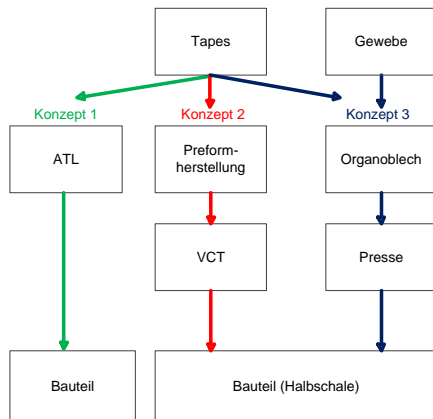 Tapes
Gewebe
Konzept 1
Konzept 2
Konzept 3
ATL
Preform-
herstellung
Organoblech
VCT
Presse
Bauteil
Bauteil (Halbschale)